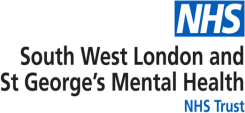 NHS
South West London and
St George's Mental Health
NHS Trust